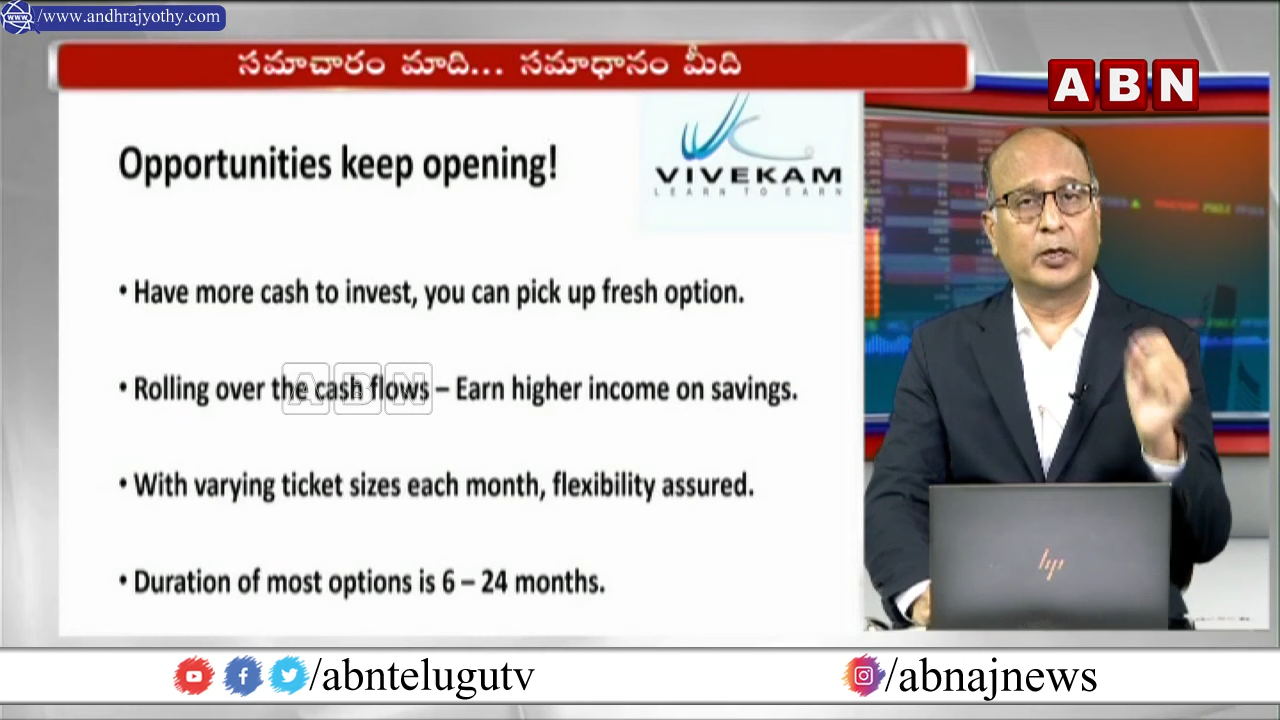 /www.andhrajyothy.com
సమాచారం మాది... సమాధానం మీది
ABN
Opportunities keep opening!
VIVEKAM
LEARN TO EARN
• Have more cash to invest, you can pick up fresh option.
• Rolling over the cash flows – Earn higher income on savings.
ABN
• With varying ticket sizes each month, flexibility assured.
• Duration of most options is 6 – 24 months.
hp
/abntelugutv
/abnajnews